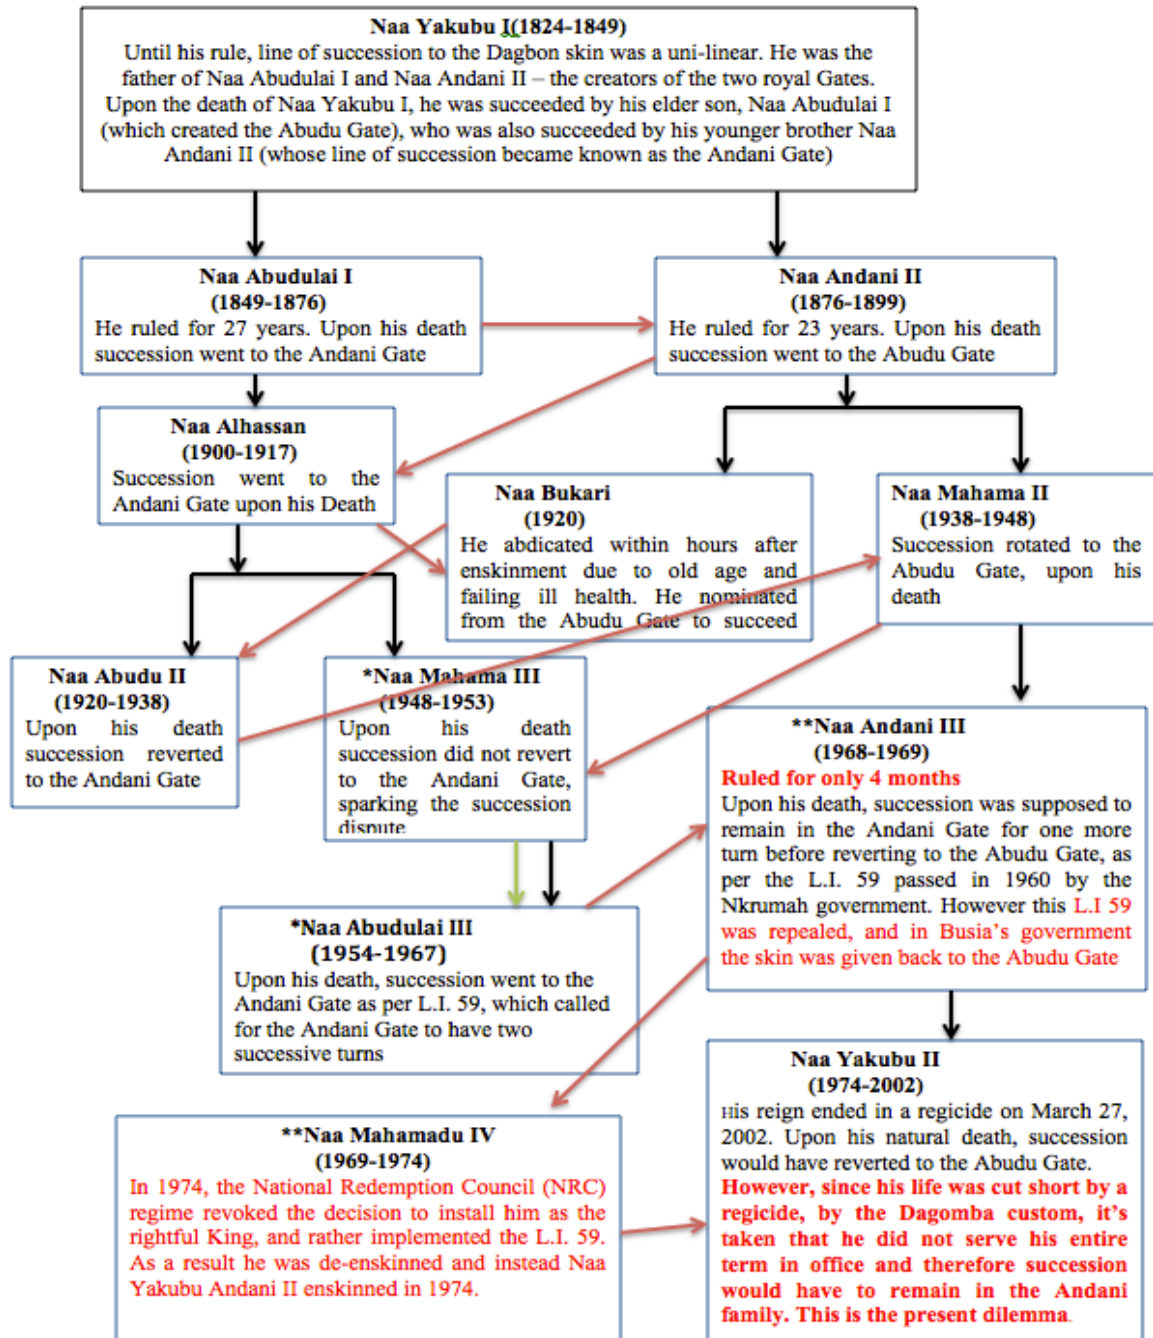 Naa Yakubu I(1824-1849)
Until his rule, line of succession to the Dagbon skin was a uni-linear. He was the
father of Naa Abudulai I and Naa Andani II – the creators of the two royal Gates.
Upon the death of Naa Yakubu I, he was succeeded by his elder son, Naa Abudulai I
(which created the Abudu Gate), who was also succeeded by his younger brother Naa
Andani II (whose line of succession became known as the Andani Gate)
Naa Abudulai I
(1849-1876)
He ruled for 27 years. Upon his death
succession went to the Andani Gate
Naa Andani II
(1876-1899)
He ruled for 23 years. Upon his death
succession went to the Abudu Gate
Naa Alhassan
(1900-1917)
Succession went to the
Andani Gate upon his Death
Naa Bukari
(1920)
He abdicated within hours after
enskinment due to old age and
failing ill health. He nominated
from the Abudu Gate to succeed
Naa Mahama II
(1938-1948)
Succession rotated to the
Abudu Gate, upon his
death
Naa Abudu II
(1920-1938)
Upon his death
succession reverted
to the Andani Gate
*Naa Mahama III
(1948-1953)
Upon his death
succession did not revert
to the Andani Gate,
sparking the succession
dispute
**Naa Andani III
(1968-1969)
Ruled for only 4 months
Upon his death, succession was supposed to
remain in the Andani Gate for one more
turn before reverting to the Abudu Gate, as
per the L.I. 59 passed in 1960 by the
Nkrumah government. However this L.I 59
was repealed, and in Busia's government
the skin was given back to the Abudu Gate
*Naa Abudulai III
(1954-1967)
Upon his death, succession went to the
Andani Gate as per L.I. 59, which called
for the Andani Gate to have two
successive turns
**Naa Mahamadu IV
(1969-1974)
In 1974, the National Redemption Council (NRC)
regime revoked the decision to install him as the
rightful King, and rather implemented the L.I. 59.
As a result he was de-enskinned and instead Naa
Yakubu Andani II enskinned in 1974.
Naa Yakubu II
(1974-2002)
His reign ended in a regicide on March 27,
2002. Upon his natural death, succession
would have reverted to the Abudu Gate.
However, since his life was cut short by a
regicide, by the Dagomba custom, it's
taken that he did not serve his entire
term in office and therefore succession
would have to remain in the Andani
family. This is the present dilemma.